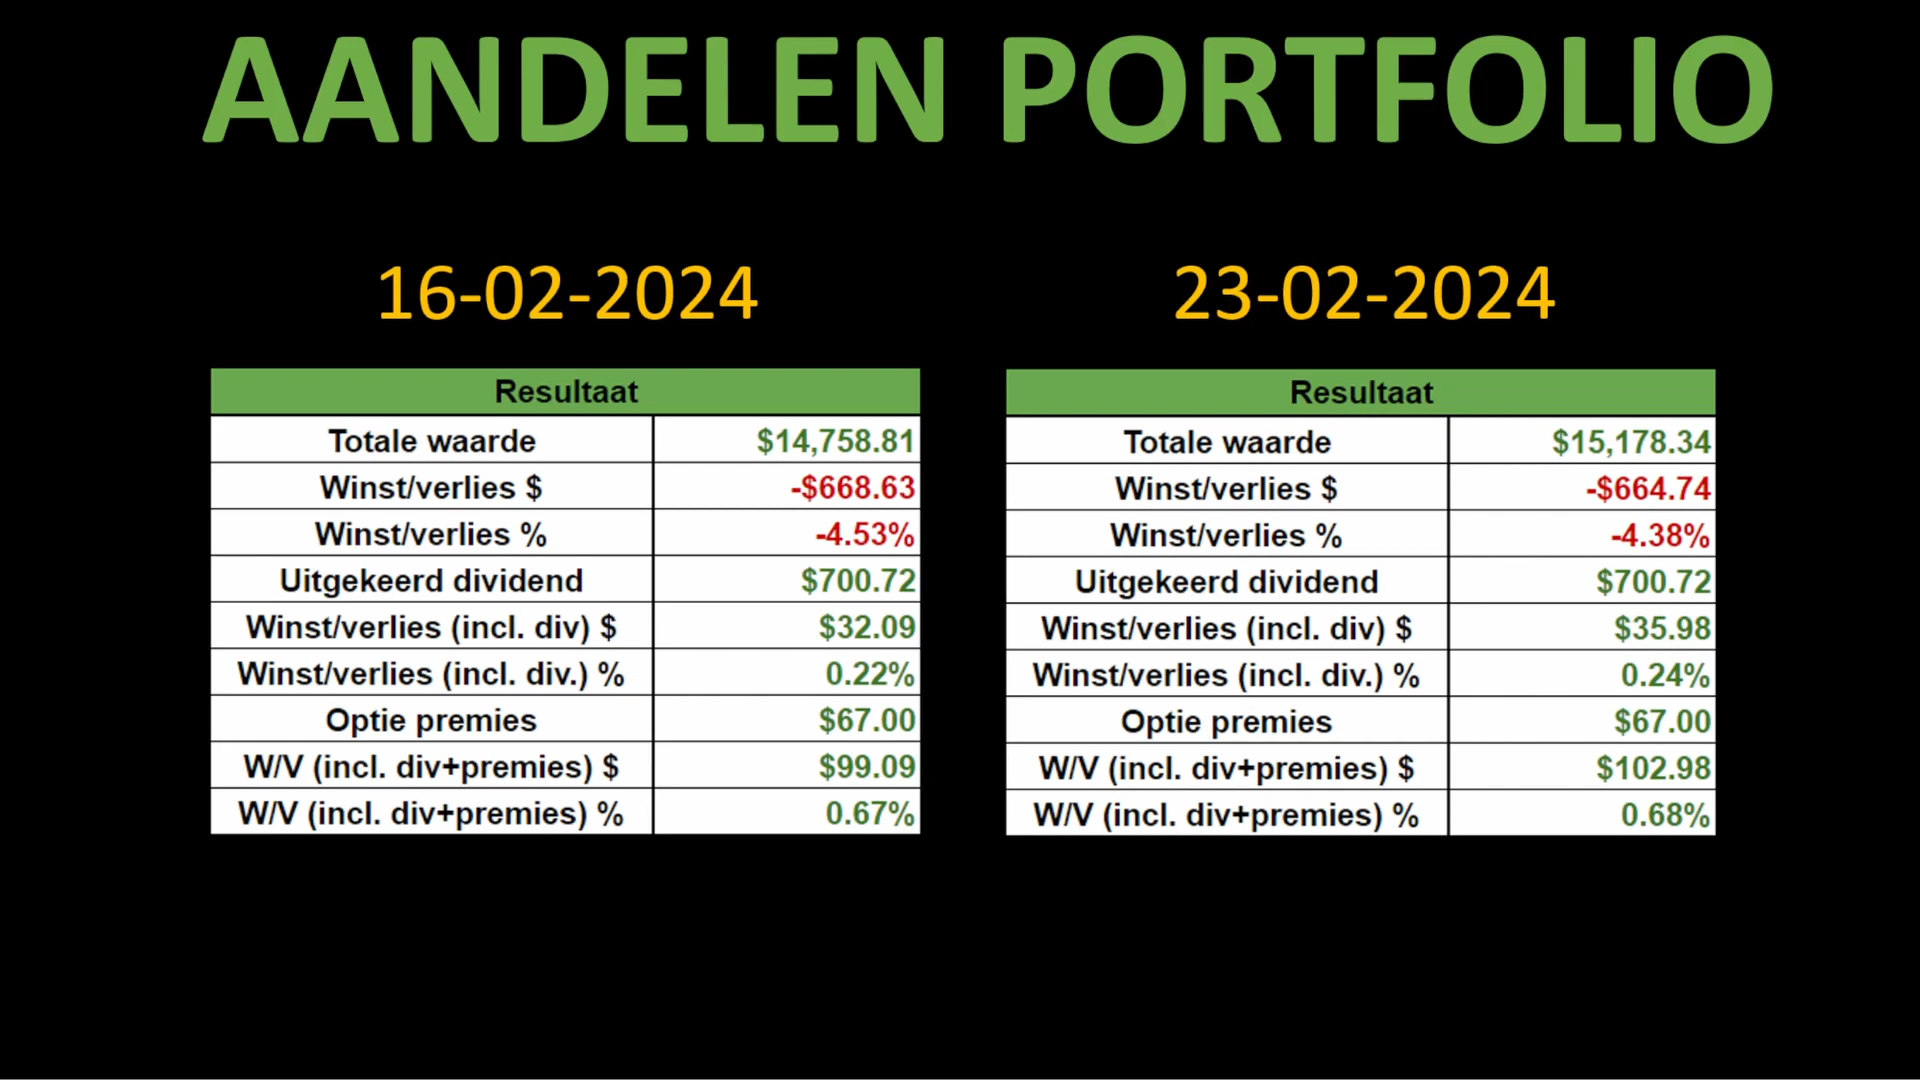 AANDELEN PORTFOLIO
16-02-2024
Resultaat
Totale waarde $14,758.81
Winst/verlies $ -$668.63
Winst/verlies % -4.53%
Uitgekeerd dividend $700.72
Winst/verlies (incl. div) $ $32.09
Winst/verlies (incl. div.) % 0.22%
Optie premies $67.00
W/V (incl. div+premies) $ $99.09
W/V (incl. div+premies) % 0.67%
23-02-2024
Resultaat
Totale waarde $15,178.34
Winst/verlies $ -$664.74
Winst/verlies % -4.38%
Uitgekeerd dividend $700.72
Winst/verlies (incl. div) $ $35.98
Winst/verlies (incl. div.) % 0.24%
Optie premies $67.00
W/V (incl. div+premies) $ $102.98
W/V (incl. div+premies) % 0.68%